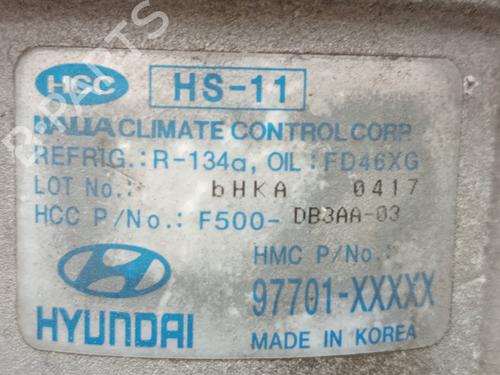 HCC HS-11
HALLA CLIMATE CONTROL CORP
REFRIG.: R-134a, OIL: FD46XG
LOT No.: bHKA 0417
HCC P/No.: F500- DB3AA-03
HMC P/No.:
97701-XXXXX
HYUNDAI
MADE IN KOREA